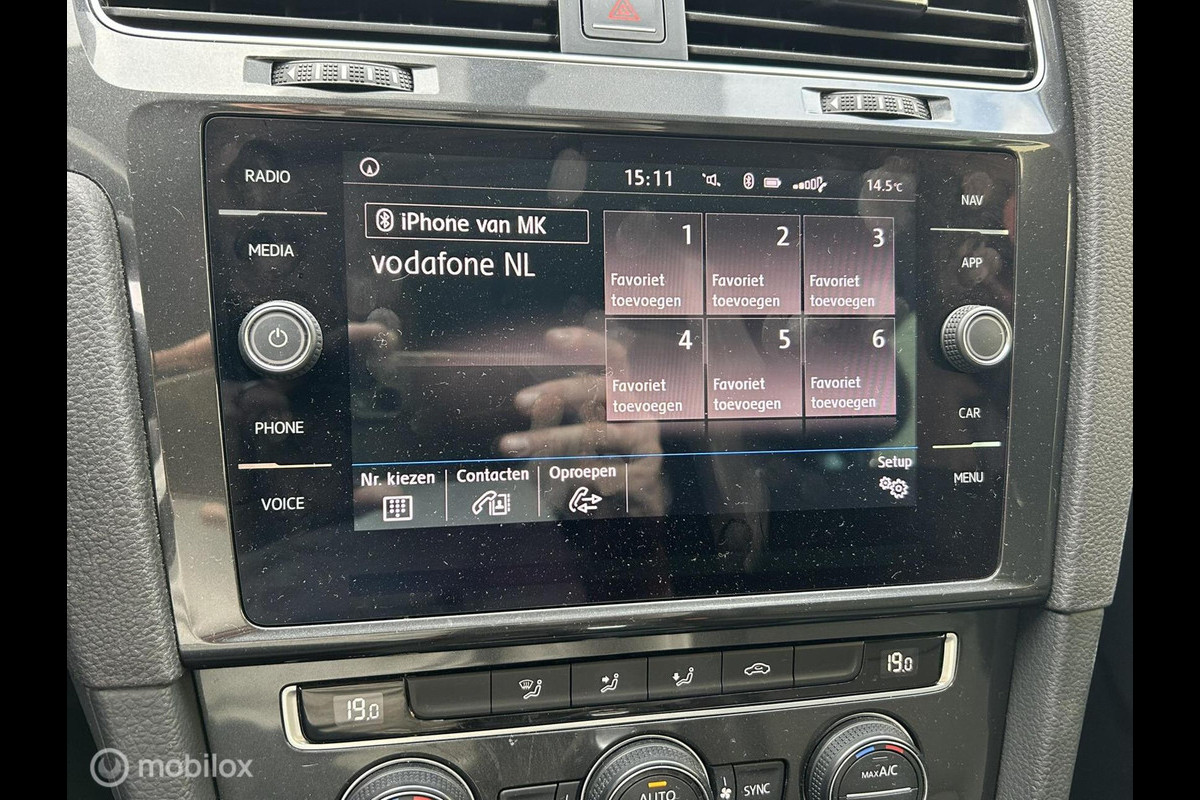 RADIO
MEDIA
PHONE
VOICE
15:11
14.5°C
iPhone van MK
vodafone NL
1
Favoriet
toevoegen
2
Favoriet
toevoegen
3
Favoriet
toevoegen
4
Favoriet
toevoegen
5
Favoriet
toevoegen
6
Favoriet
toevoegen
Nr. kiezen
Contacten
Oproepen
Setup
NAV
APP
CAR
MENU
19.0
19.0
AUTO
SYNC
MAX A/C
mobilox